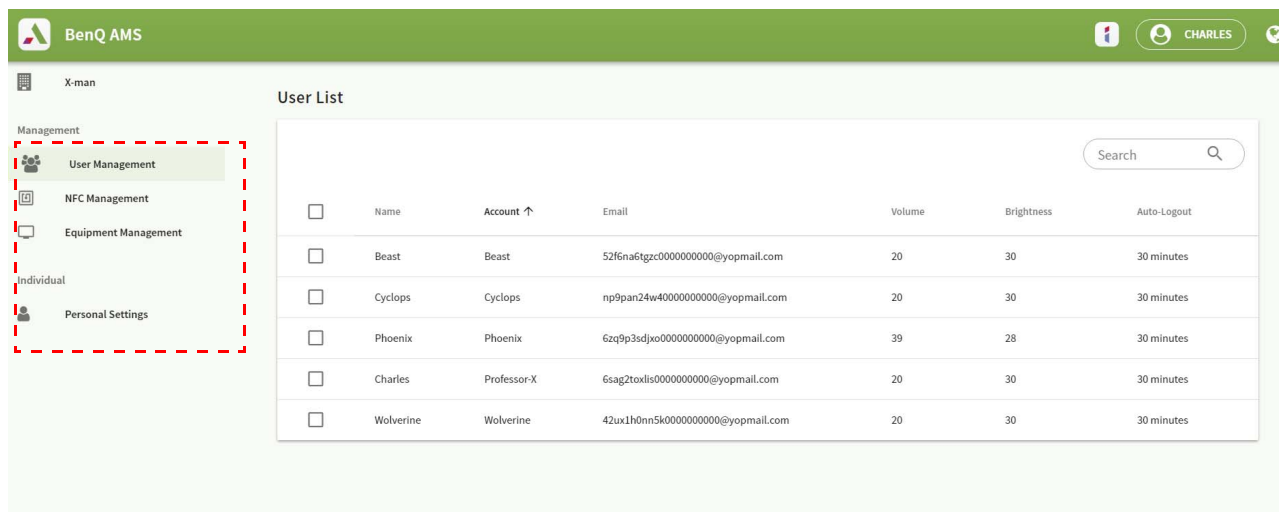 BenQ AMS
CHARLES
X-man
Management
User Management
NFC Management
Equipment Management
Individual
Personal Settings
User List
Search
Name Account ↑ Email Volume Brightness Auto-Logout
Beast Beast 52f6na6tgzc0000000000@yopmail.com 20 30 30 minutes
Cyclops Cyclops np9pan24w40000000000@yopmail.com 20 30 30 minutes
Phoenix Phoenix 6zq9p3sdjxo0000000000@yopmail.com 39 28 30 minutes
Charles Professor-X 6sag2toxlis0000000000@yopmail.com 20 30 30 minutes
Wolverine Wolverine 42ux1h0nn5k0000000000@yopmail.com 20 30 30 minutes